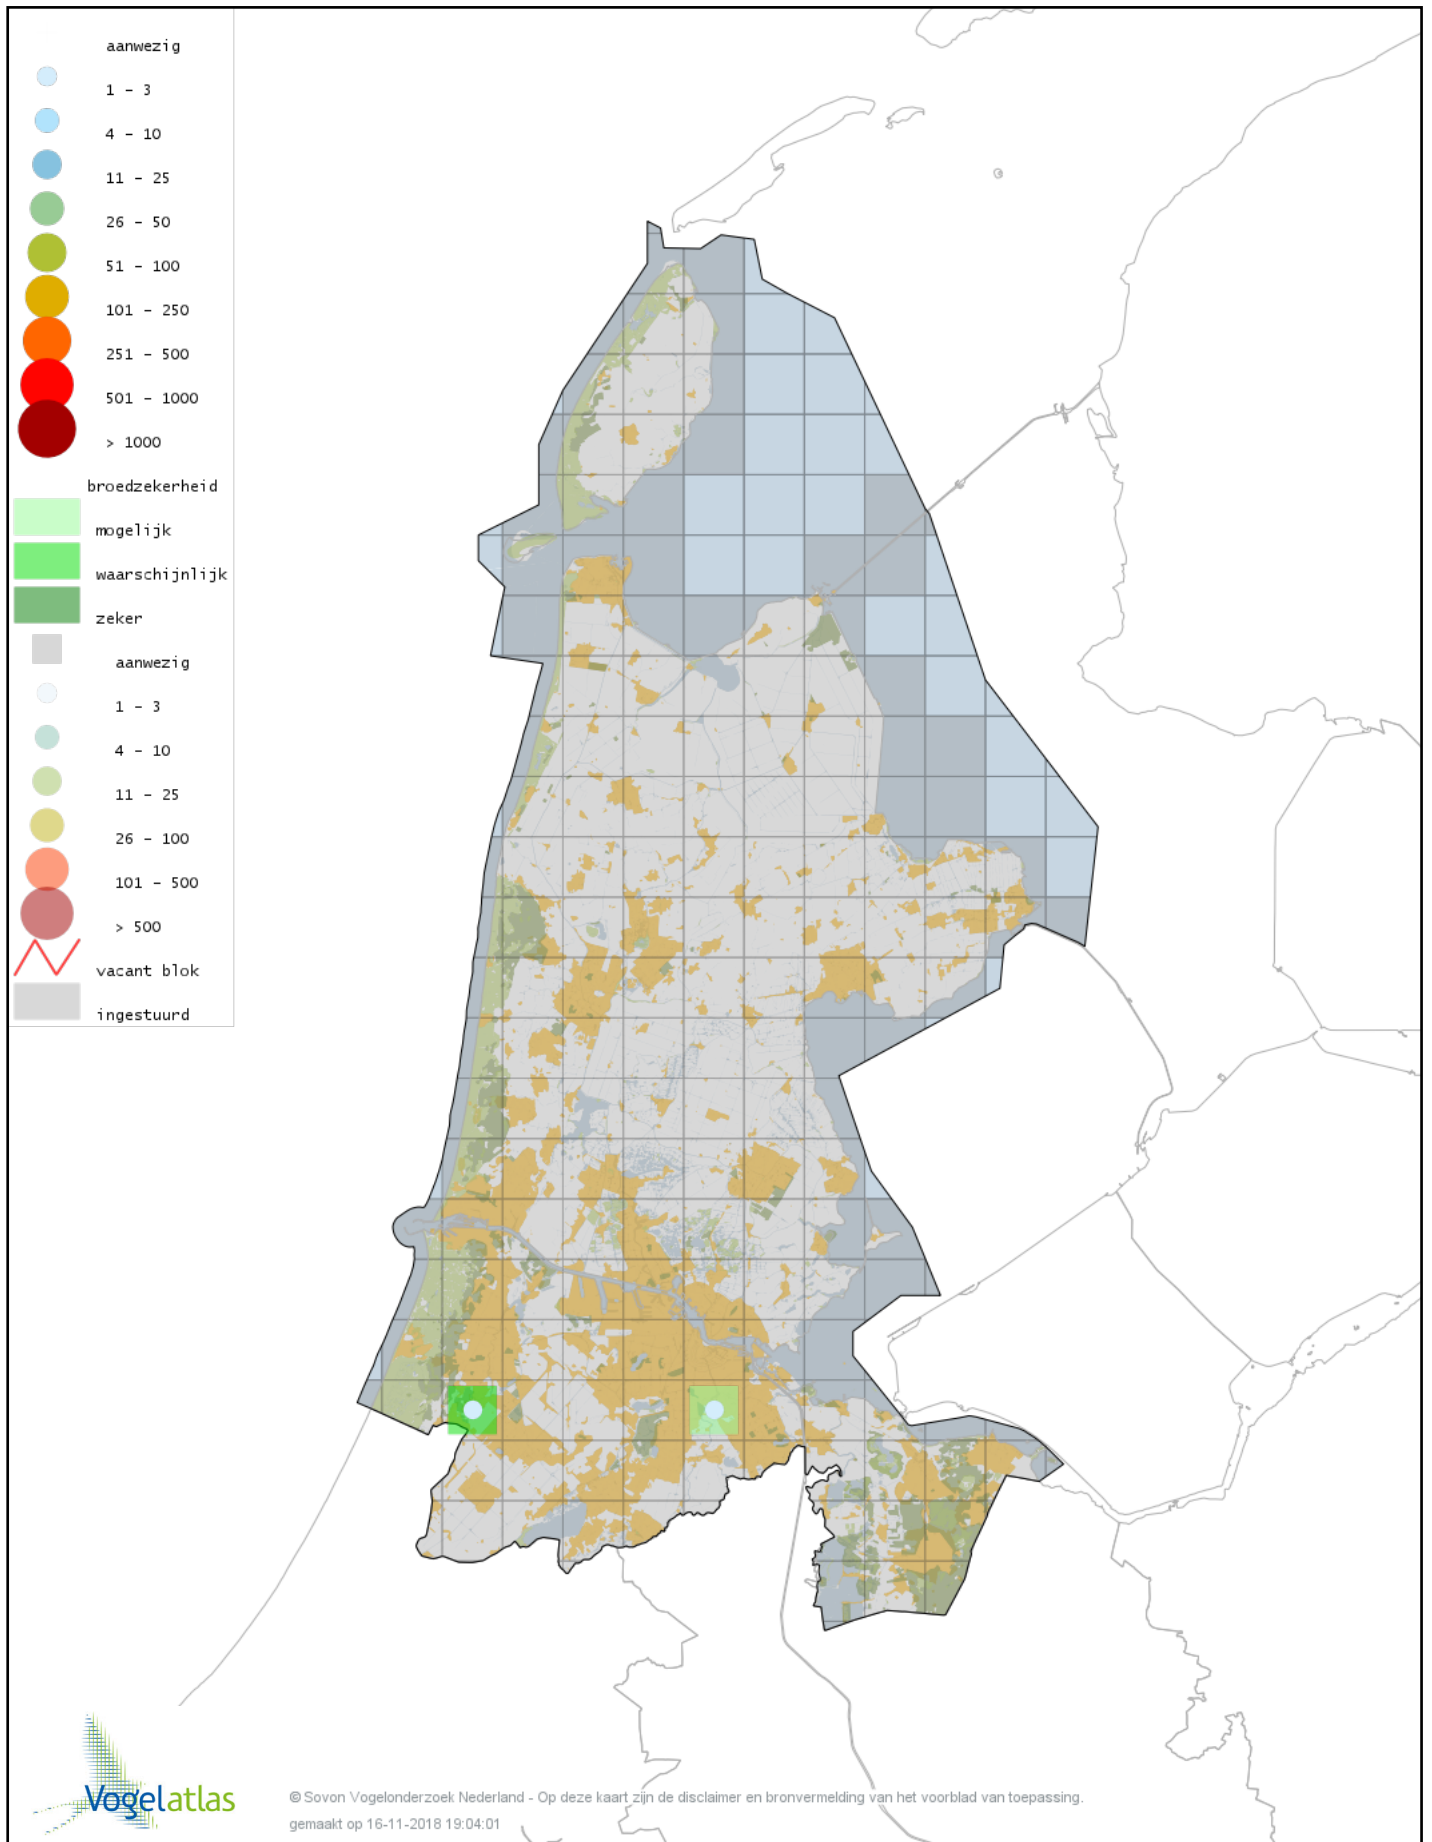 aanwezig
1 - 3
4 - 10
11 - 25
26 - 50
51 - 100
101 - 250
251 - 500
501 - 1000
> 1000
broedzekerheid
mogelijk
waarschijnlijk
zeker
aanwezig
1 - 3
4 - 10
11 - 25
26 - 100
101 - 500
> 500
vacant blok
ingestuurd
Vogelatlas
© Sovon Vogelonderzoek Nederland - Op deze kaart zijn de disclaimer en bronvermelding van het voorblad van toepassing.
gemaakt op 16-11-2018 19:04:01